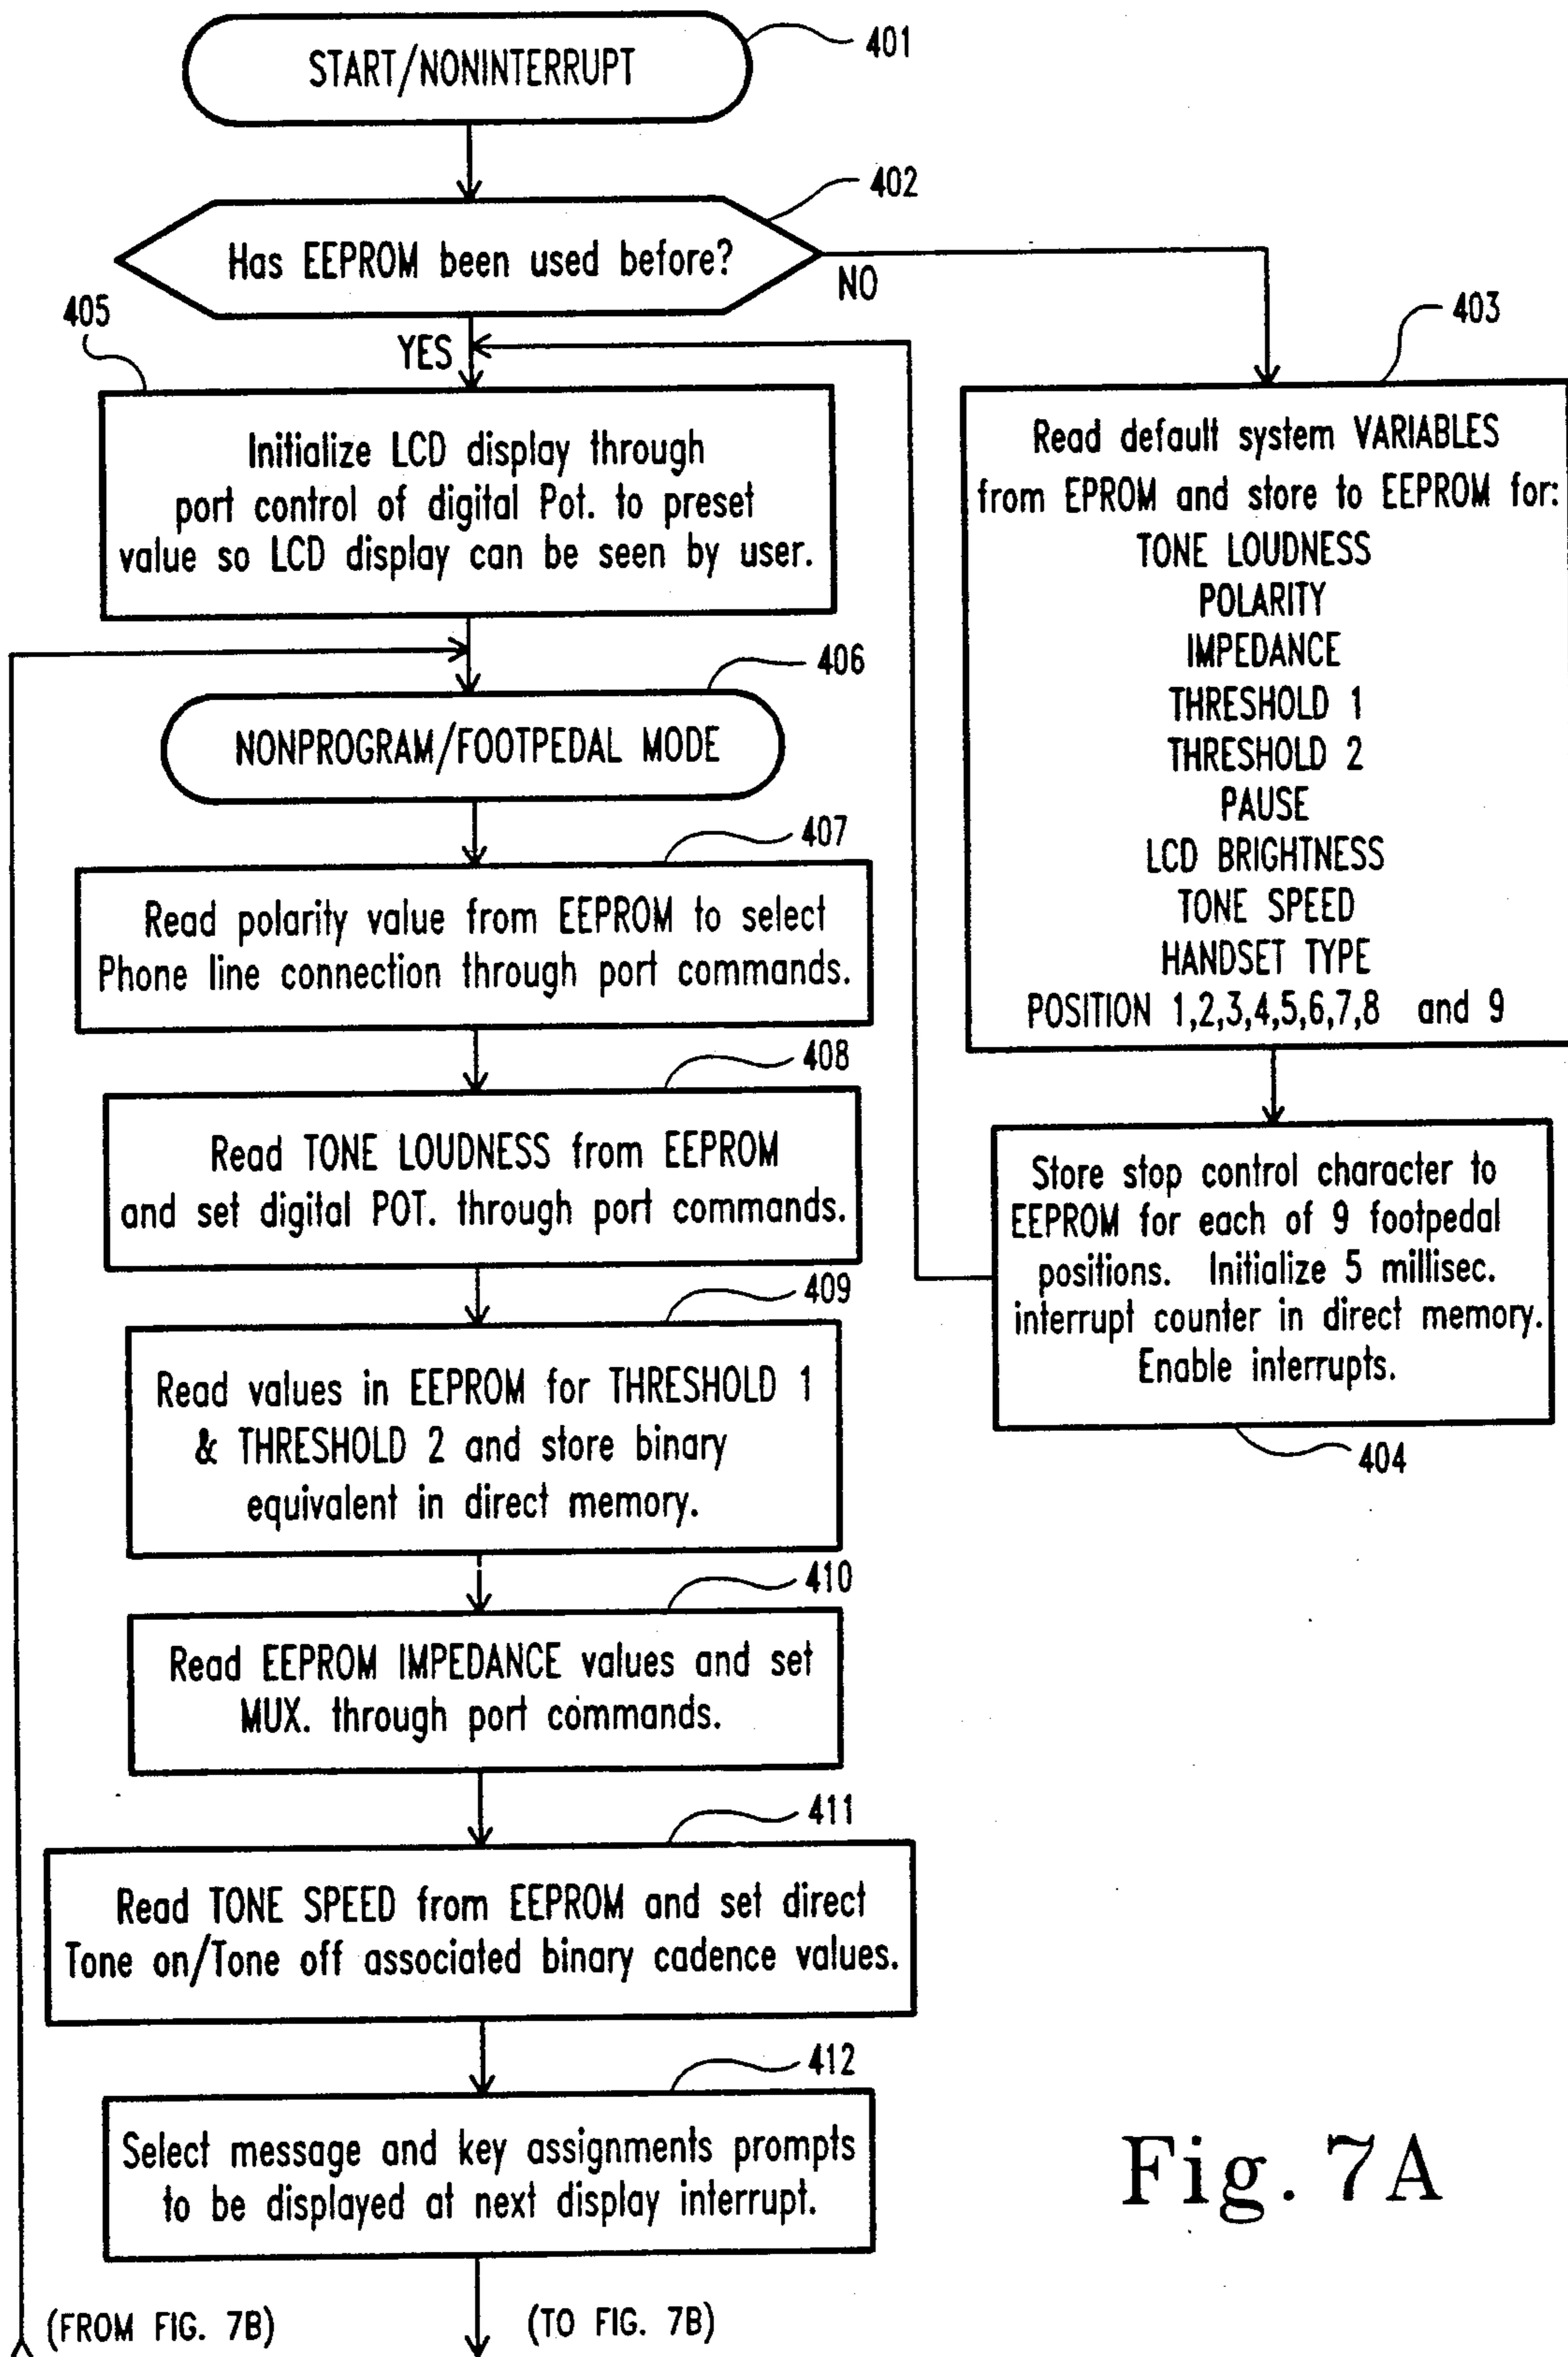 START/NONINTERRUPT
401
402
Has EEPROM been used before?
NO
YES
405
Initialize LCD display through
port control of digital Pot. to preset
value so LCD display can be seen by user.
403
Read default system VARIABLES
from EPROM and store to EEPROM for:
TONE LOUDNESS
POLARITY
IMPEDANCE
THRESHOLD 1
THRESHOLD 2
PAUSE
LCD BRIGHTNESS
TONE SPEED
HANDSET TYPE
POSITION 1,2,3,4,5,6,7,8 and 9
Store stop control character to
EEPROM for each of 9 footpedal
positions. Initialize 5 millisec.
interrupt counter in direct memory.
Enable interrupts.
404
406
NONPROGRAM/FOOTPEDAL MODE
407
Read polarity value from EEPROM to select
Phone line connection through port commands.
408
Read TONE LOUDNESS from EEPROM
and set digital POT. through port commands.
409
Read values in EEPROM for THRESHOLD 1
& THRESHOLD 2 and store binary
equivalent in direct memory.
410
Read EEPROM IMPEDANCE values and set
MUX. through port commands.
411
Read TONE SPEED from EEPROM and set direct
Tone on/Tone off associated binary cadence values.
412
Select message and key assignments prompts
to be displayed at next display interrupt.
(FROM FIG. 7B)
(TO FIG. 7B)
Fig. 7A